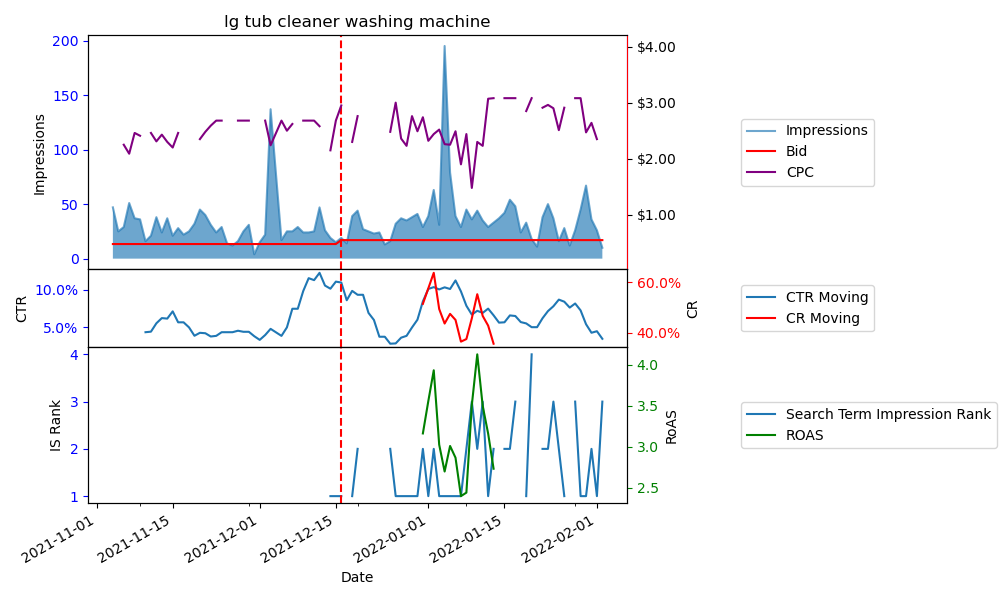 lg tub cleaner washing machine
200
150
100
50
0
Impressions
$4.00
$3.00
$2.00
$1.00
Impressions
Bid
CPC
10.0%
5.0%
CTR
60.0%
40.0%
CR
CTR Moving
CR Moving
4
3
2
1
IS Rank
4.0
3.5
3.0
2.5
RoAS
Search Term Impression Rank
ROAS
2021-11-01
2021-11-15
2021-12-01
2021-12-15
2022-01-01
2022-01-15
2022-02-01
Date